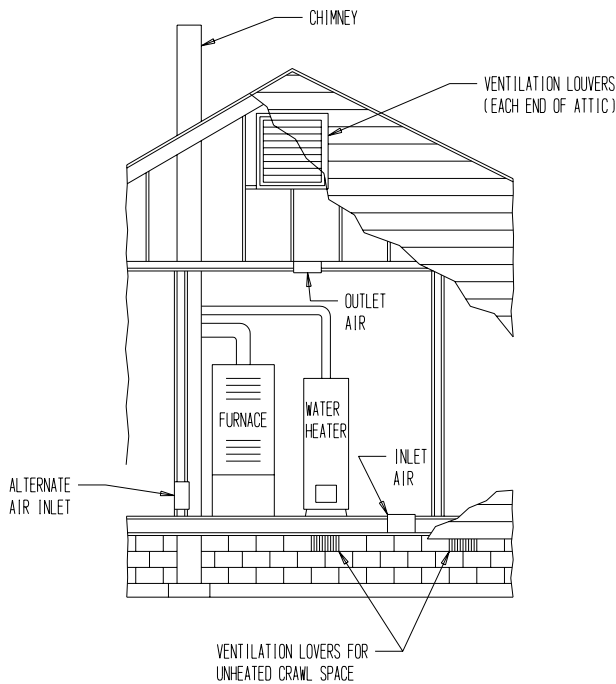 CHIMNEY
VENTILATION LOUVERS
(EACH END OF ATTIC)
OUTLET
AIR
FURNACE
WATER
HEATER
INLET
AIR
ALTERNATE
AIR INLET
VENTILATION LOVERS FOR
UNHEATED CRAWL SPACE